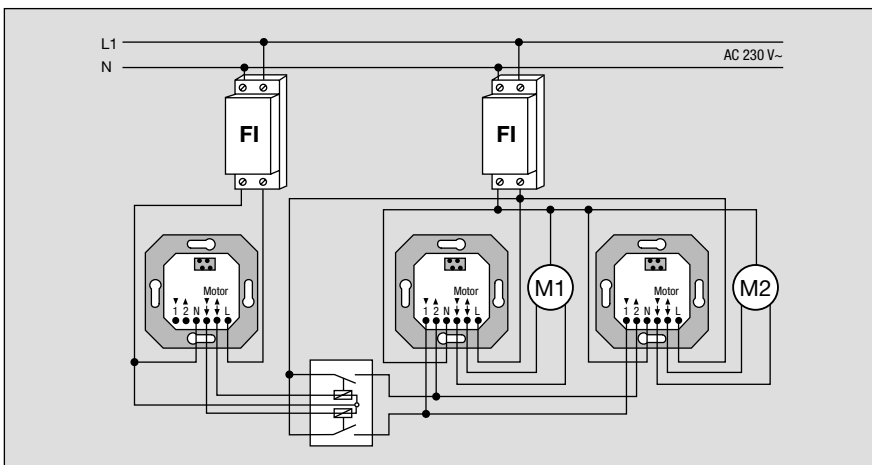 L1
N
AC 230 V~
FI
FI
Motor
▼ ▲ ▼ ▲
1 2 N L
Motor
▼ ▲ ▼ ▲
1 2 N L
M1
Motor
▼ ▲ ▼ ▲
1 2 N L
M2